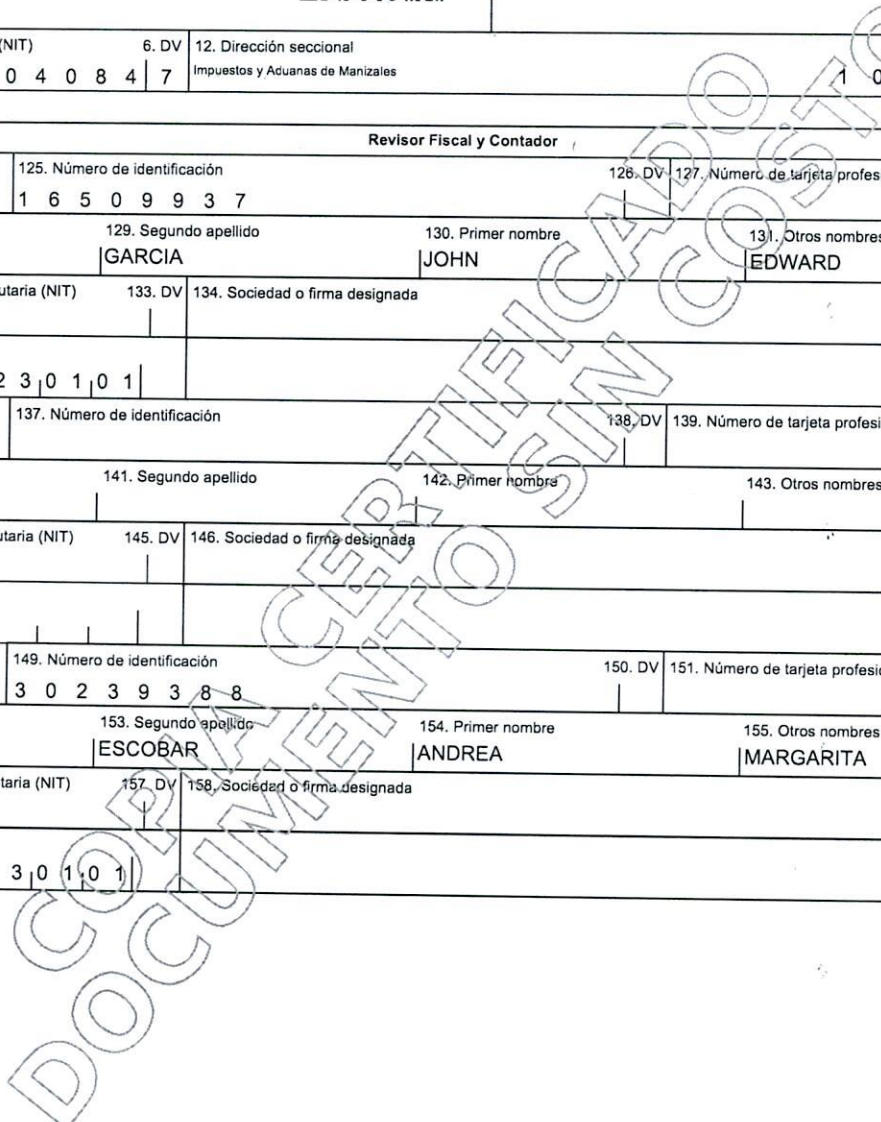 (NIT) 6. DV 12. Dirección seccional
0 4 0 8 4 7 Impuestos y Aduanas de Manizales 1 0
Revisor Fiscal y Contador
125. Número de identificación 126. DV 127. Número de tarjeta profes
1 6 5 0 9 9 3 7
129. Segundo apellido 130. Primer nombre 131. Otros nombres
GARCIA JOHN EDWARD
utaria (NIT) 133. DV 134. Sociedad o firma designada
2 3 0 1 0 1
137. Número de identificación 138. DV 139. Número de tarjeta profesi
141. Segundo apellido 142. Primer nombre 143. Otros nombres
utaria (NIT) 145. DV 146. Sociedad o firma designada
149. Número de identificación 150. DV 151. Número de tarjeta profesi
3 0 2 3 9 3 8 8
153. Segundo apellido 154. Primer nombre 155. Otros nombres
ESCOBAR ANDREA MARGARITA
taria (NIT) 157. DV 158. Sociedad o firma designada
3 0 1 0 1
COPIA CERTIFICADO
DOCUMENTO SIN COSTO